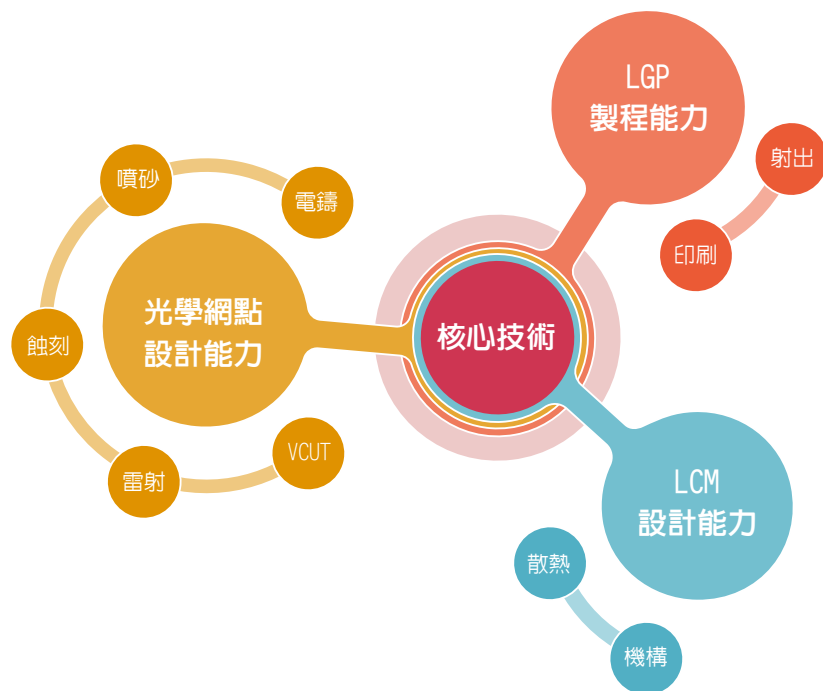 LGP
製程能力
射出
印刷
噴砂
電鑄
光學網點
設計能力
蝕刻
雷射
VCUT
核心技術
LCM
設計能力
散熱
機構